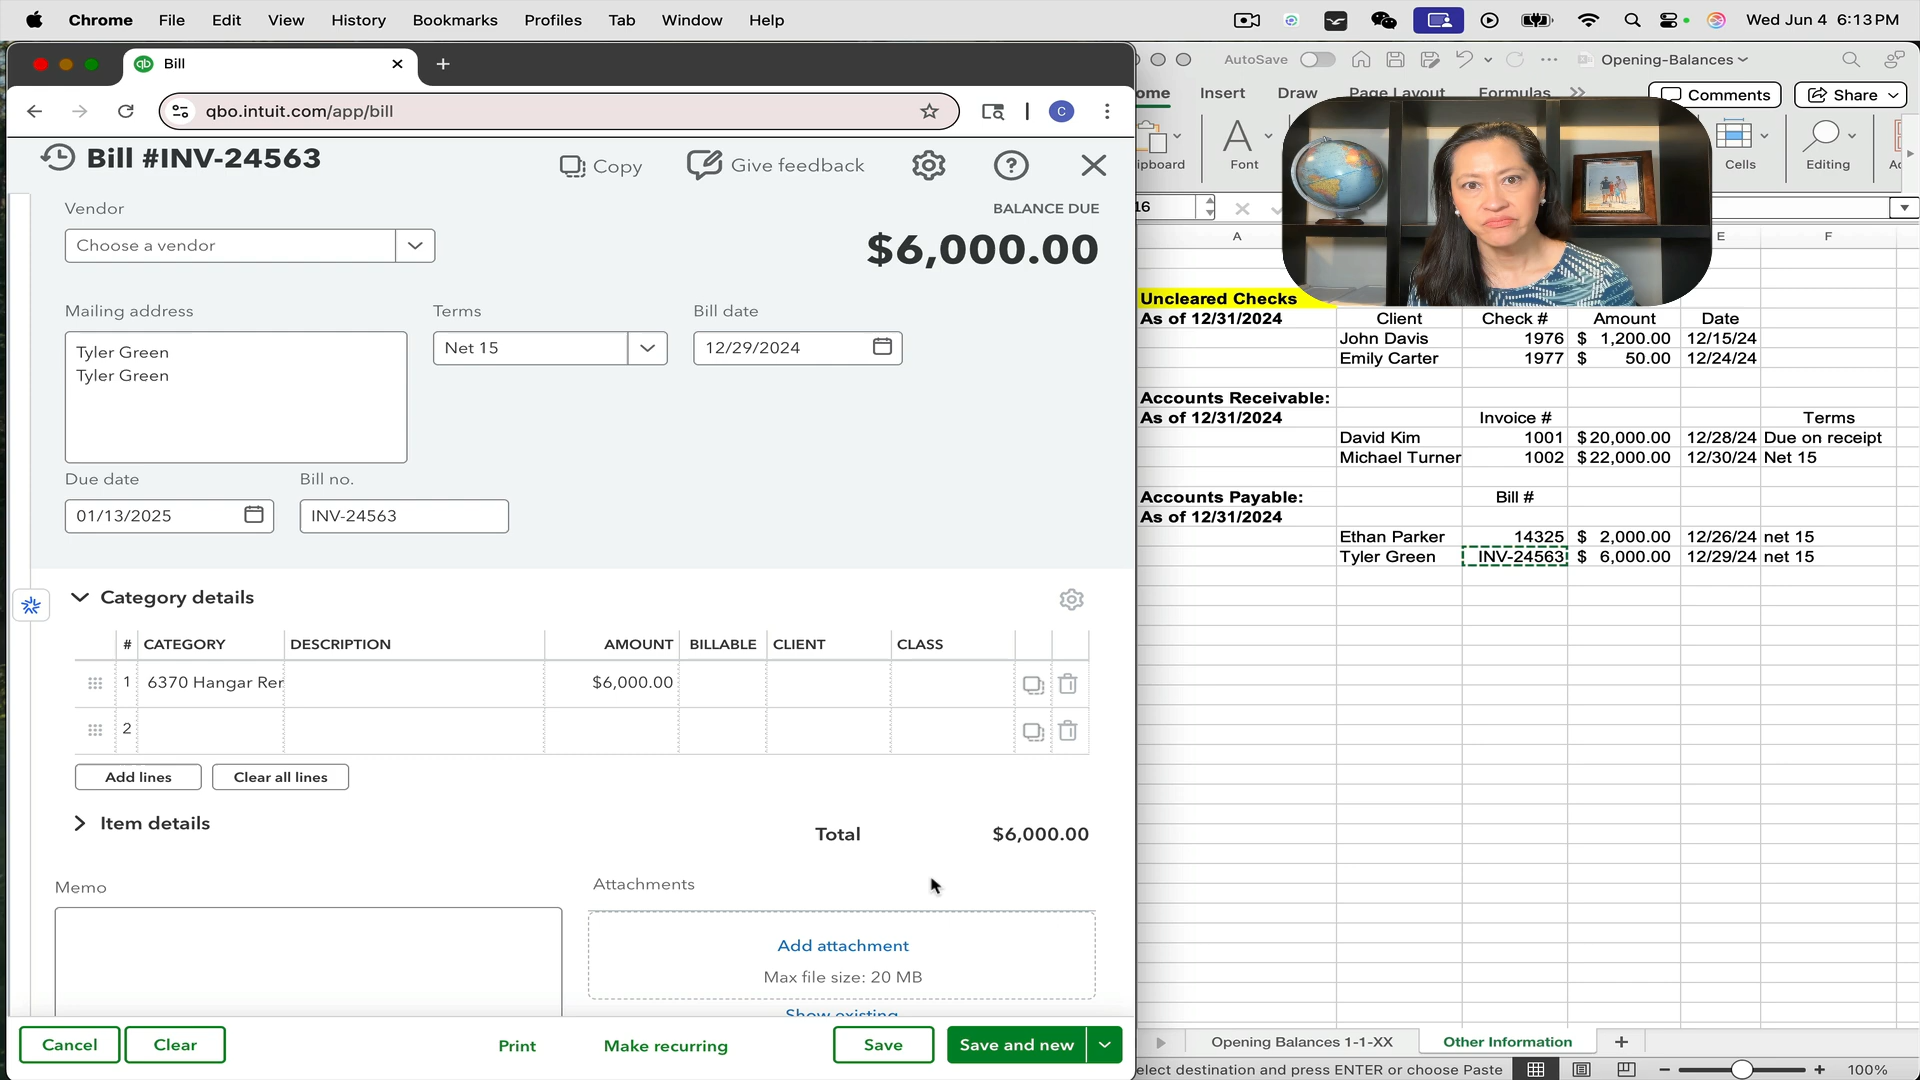 Chrome File Edit View History Bookmarks Profiles Tab Window Help Wed Jun 4 6:13 PM
Bill
qbo.intuit.com/app/bill
C
Bill #INV-24563
Copy
Give feedback
Vendor
Choose a vendor
BALANCE DUE
$6,000.00
Mailing address
Tyler Green
Tyler Green
Terms
Net 15
Bill date
12/29/2024
Due date
01/13/2025
Bill no.
INV-24563
Category details
# CATEGORY DESCRIPTION AMOUNT BILLABLE CLIENT CLASS
1 6370 Hangar Rer $6,000.00
2
Add lines
Clear all lines
Item details
Total $6,000.00
Memo
Attachments
Add attachment
Max file size: 20 MB
Show existing
Cancel
Clear
Print
Make recurring
Save
Save and new
AutoSave
Opening-Balances
ome Insert Draw Page Layout Formulas
Comments
Share
ipboard Font Cells Editing
16
A E F
Uncleared Checks
As of 12/31/2024 Client Check # Amount Date
John Davis 1976 $ 1,200.00 12/15/24
Emily Carter 1977 $ 50.00 12/24/24
Accounts Receivable:
As of 12/31/2024 Invoice # Terms
David Kim 1001 $20,000.00 12/28/24 Due on receipt
Michael Turner 1002 $22,000.00 12/30/24 Net 15
Accounts Payable: Bill #
As of 12/31/2024
Ethan Parker 14325 $ 2,000.00 12/26/24 net 15
Tyler Green INV-24563 $ 6,000.00 12/29/24 net 15
Opening Balances 1-1-XX
Other Information
elect destination and press ENTER or choose Paste
100%